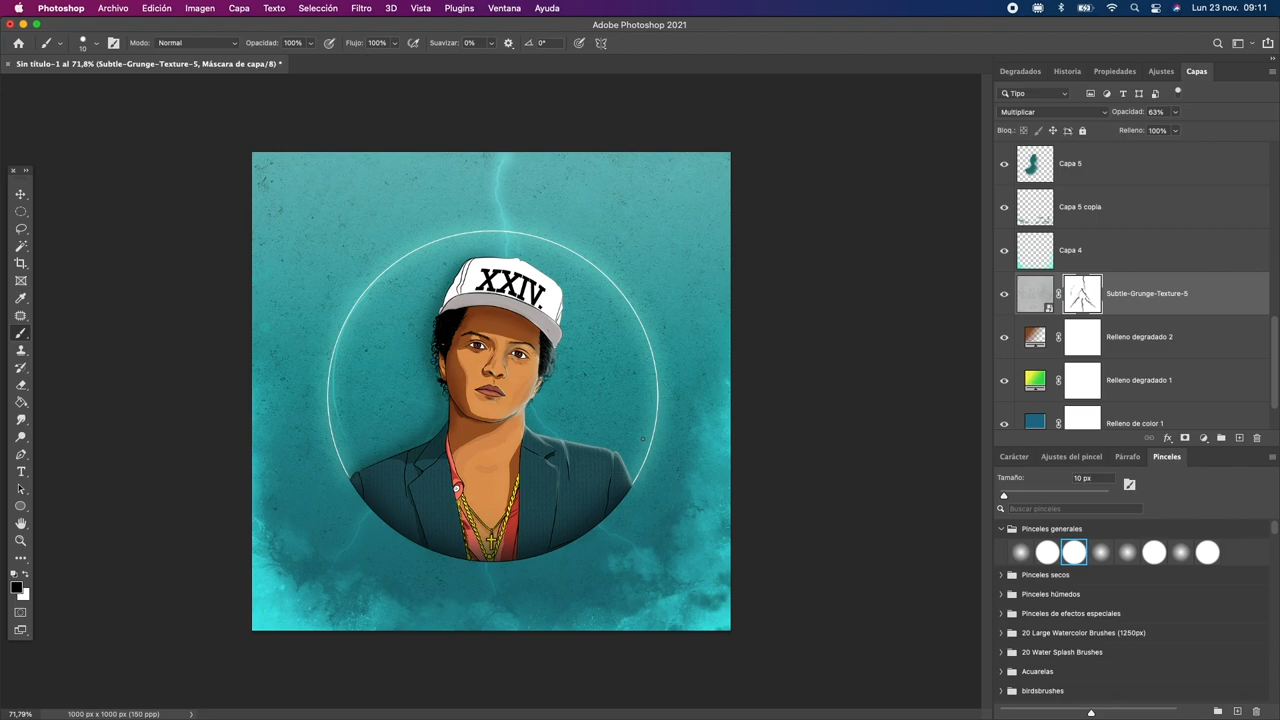 Photoshop Archivo Edición Imagen Capa Texto Selección Filtro 3D Vista Plugins Ventana Ayuda Lun 23 nov. 09:11
Adobe Photoshop 2021
10 Modo: Normal Opacidad: 100% Flujo: 100% Suavizar: 0% 0°
Sin título-1 al 71,8% (Subtle-Grunge-Texture-5, Máscara de capa/8) *
Degradados Historia Propiedades Ajustes Capas
Tipo
Multiplicar Opacidad: 63%
Bloq.: Relleno: 100%
Capa 5
Capa 5 copia
Capa 4
Subtle-Grunge-Texture-5
Relleno degradado 2
Relleno degradado 1
Relleno de color 1
fx
Carácter Ajustes del pincel Párrafo Pinceles
Tamaño: 10 px
Buscar pinceles
Pinceles generales
Pinceles secos
Pinceles húmedos
Pinceles de efectos especiales
20 Large Watercolor Brushes (1250px)
20 Water Splash Brushes
Acuarelas
birdsbrushes
XXIV.
71,79% 1000 px x 1000 px (150 ppp)